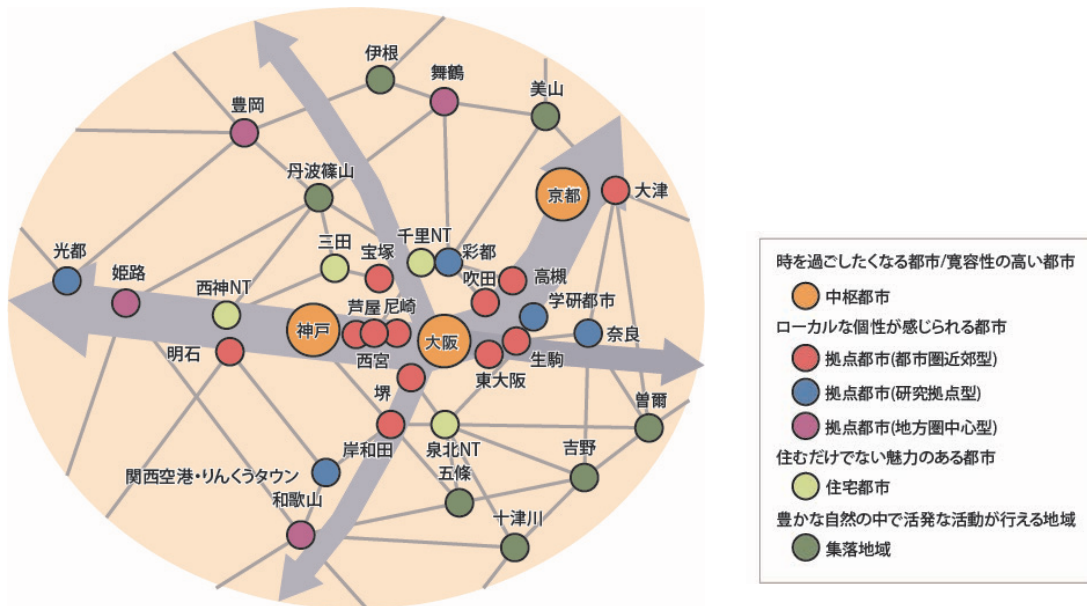 伊根
舞鶴
美山
豊岡
丹波篠山
京都
大津
三田
宝塚
千里NT
彩都
光都
姫路
西神NT
吹田
高槻
芦屋
尼崎
学研都市
神戸
大阪
奈良
明石
西宮
東大阪
生駒
堺
曽爾
岸和田
泉北NT
吉野
関西空港・りんくうタウン
五條
和歌山
十津川
時を過ごしたくなる都市/寛容性の高い都市
中枢都市
ローカルな個性が感じられる都市
拠点都市(都市圏近郊型)
拠点都市(研究拠点型)
拠点都市(地方圏中心型)
住むだけでない魅力のある都市
住宅都市
豊かな自然の中で活発な活動が行える地域
集落地域